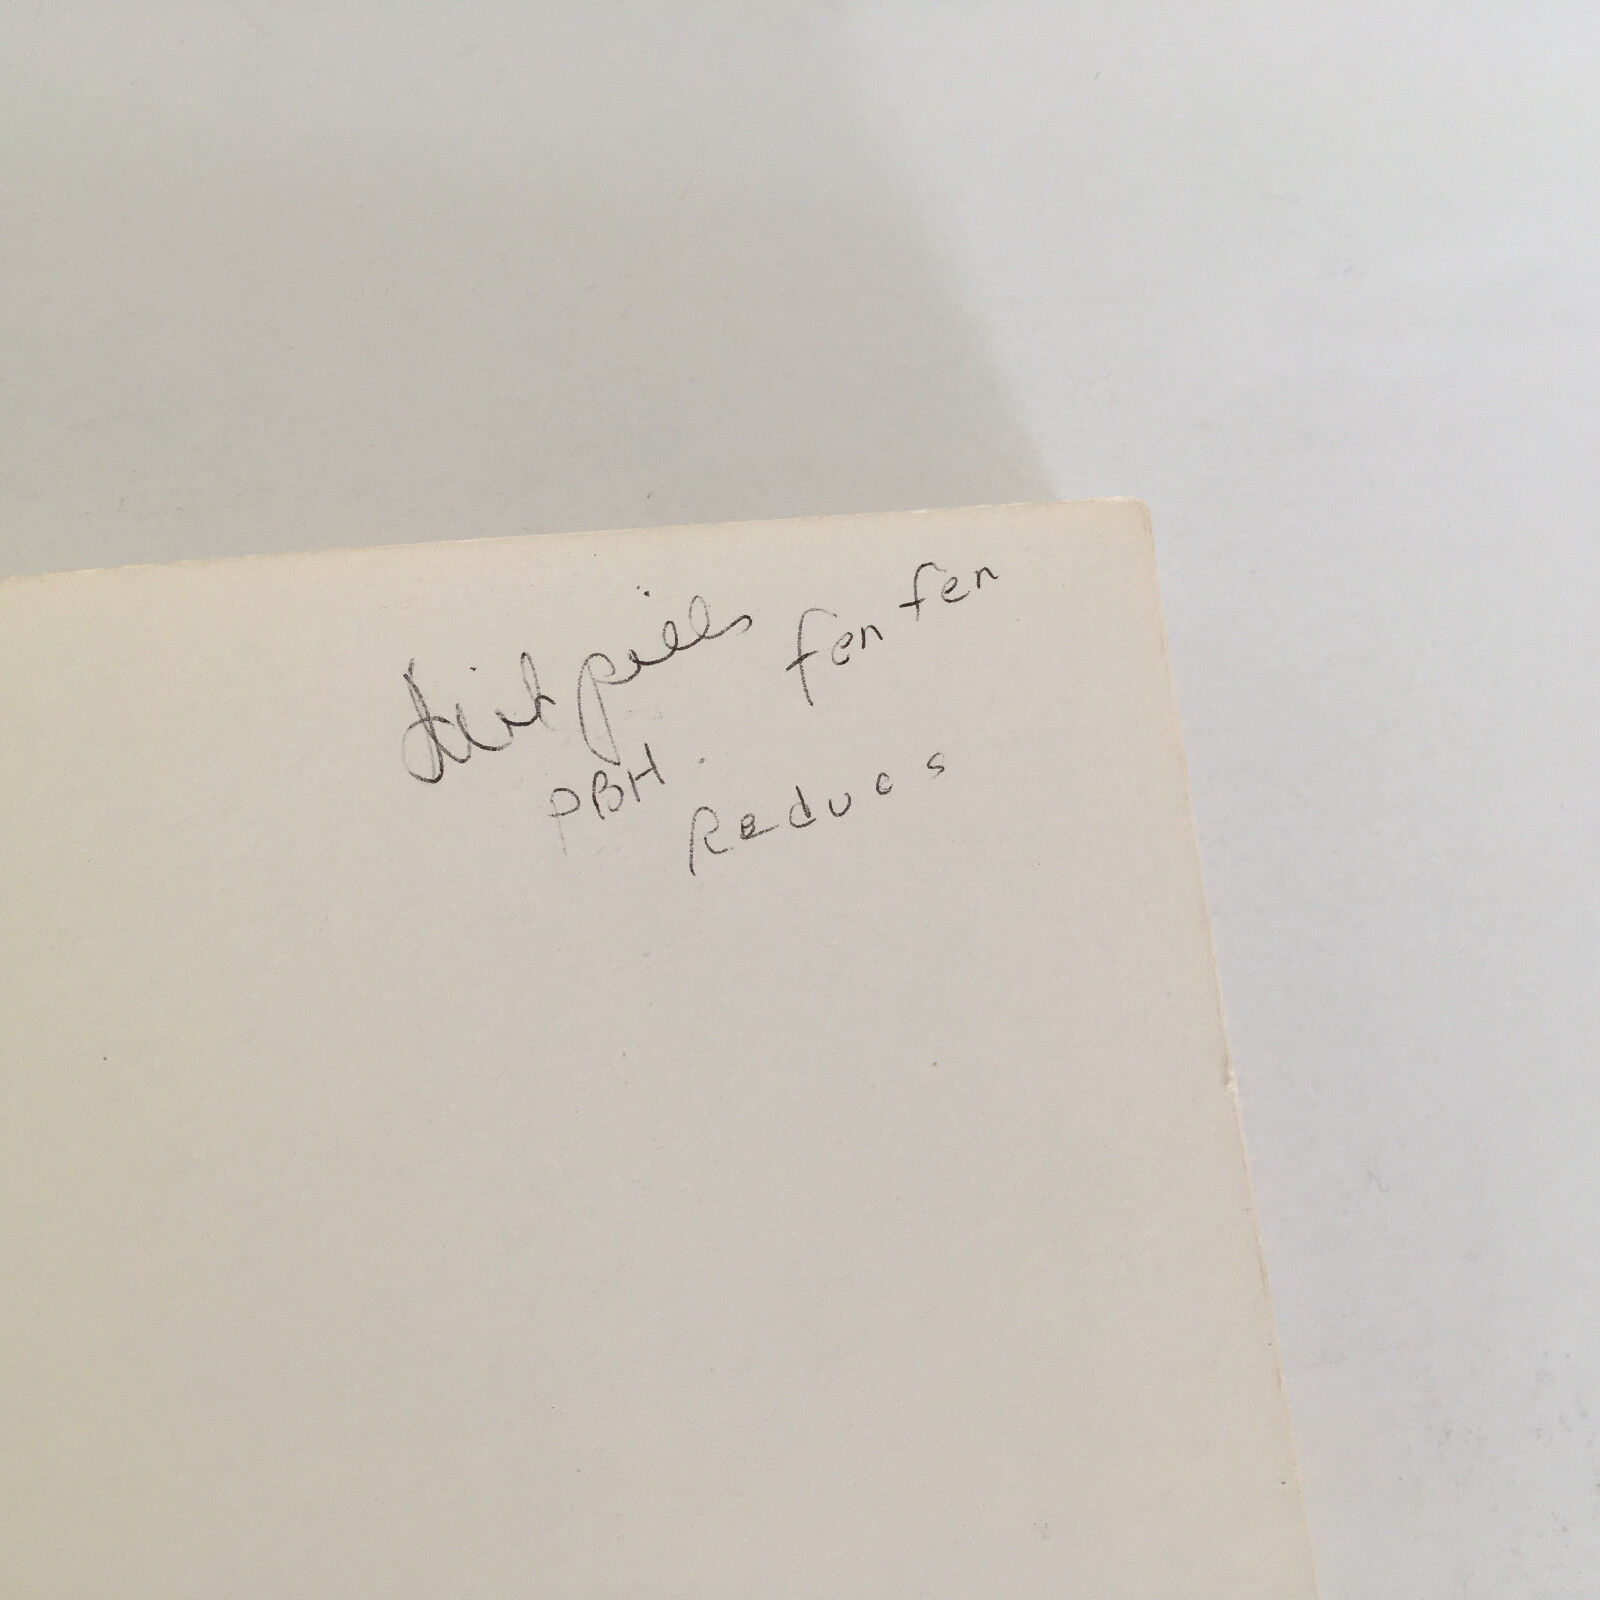 diet pills fen fen
PBH.
Reducs